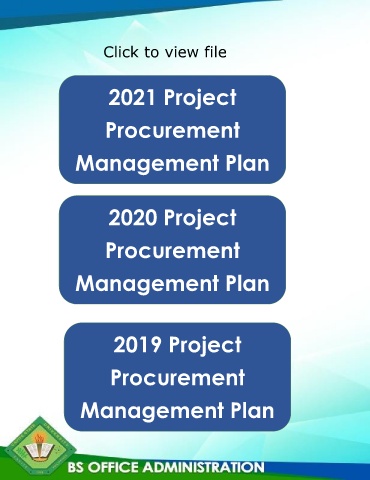 Click to view file
2021 Project
Procurement
Management Plan
2020 Project
Procurement
Management Plan
2019 Project
Procurement
Management Plan
BS OFFICE ADMINISTRATION